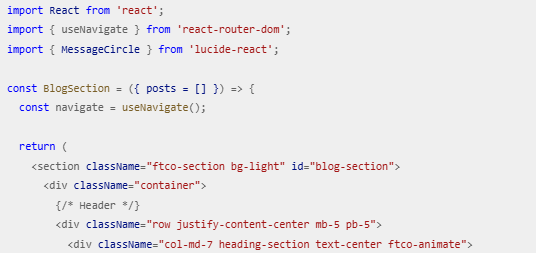 import React from 'react';
import { useNavigate } from 'react-router-dom';
import { MessageCircle } from 'lucide-react';

const BlogSection = ({ posts = [] }) => {
  const navigate = useNavigate();

  return (
    <section className="ftco-section bg-light" id="blog-section">
      <div className="container">
        {/* Header */}
        <div className="row justify-content-center mb-5 pb-5">
          <div className="col-md-7 heading-section text-center ftco-animate">